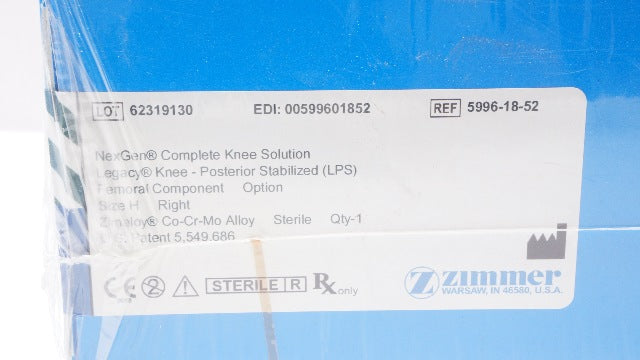 LOT 62319130 EDI: 00599601852 REF 5996-18-52
NexGen® Complete Knee Solution
Legacy® Knee - Posterior Stabilized (LPS)
Femoral Component Option
Size H Right
Zimaloy® Co-Cr-Mo Alloy Sterile Qty-1
U.S. Patent 5,549,686
CE 2 STERILE R Rx only
Z zimmer
WARSAW, IN 46580, U.S.A.